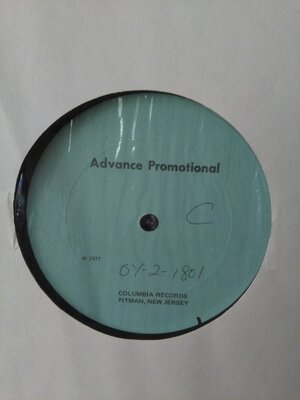 Advance Promotional
C
℗ 1977
OY-2-1801
COLUMBIA RECORDS
PITMAN, NEW JERSEY